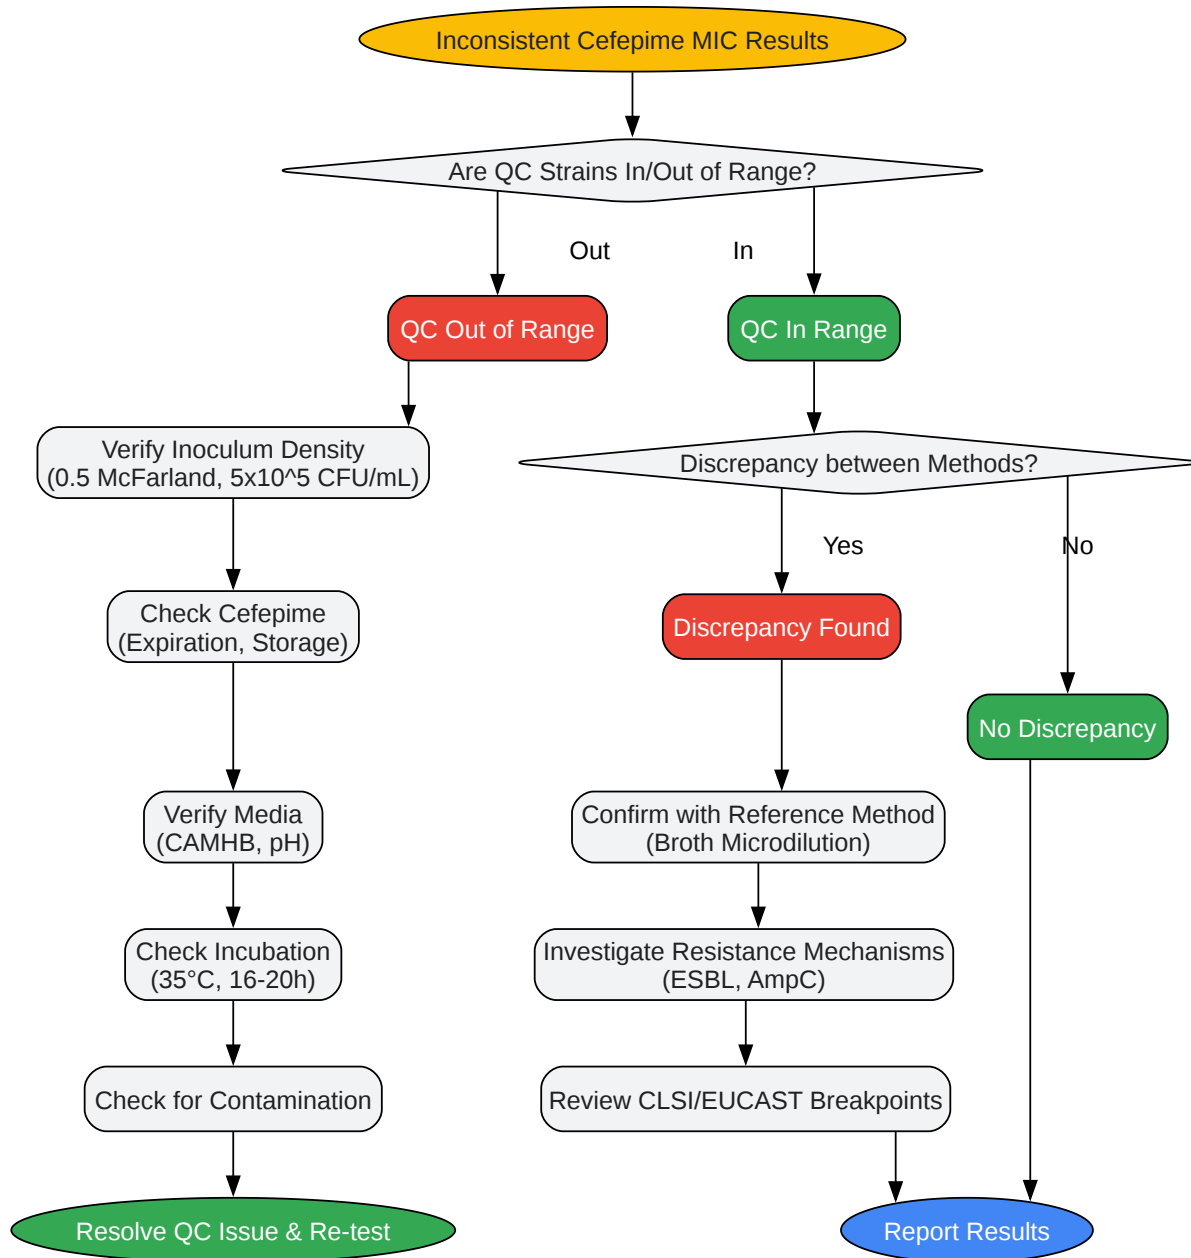 Inconsistent Cefepime MIC Results
Are QC Strains In/Out of Range?
Out
In
QC Out of Range
QC In Range
Verify Inoculum Density
(0.5 McFarland, 5x10^5 CFU/mL)
Discrepancy between Methods?
Yes
No
Check Cefepime
(Expiration, Storage)
Discrepancy Found
No Discrepancy
Verify Media
(CAMHB, pH)
Confirm with Reference Method
(Broth Microdilution)
Check Incubation
(35°C, 16-20h)
Investigate Resistance Mechanisms
(ESBL, AmpC)
Check for Contamination
Review CLSI/EUCAST Breakpoints
Resolve QC Issue & Re-test
Report Results